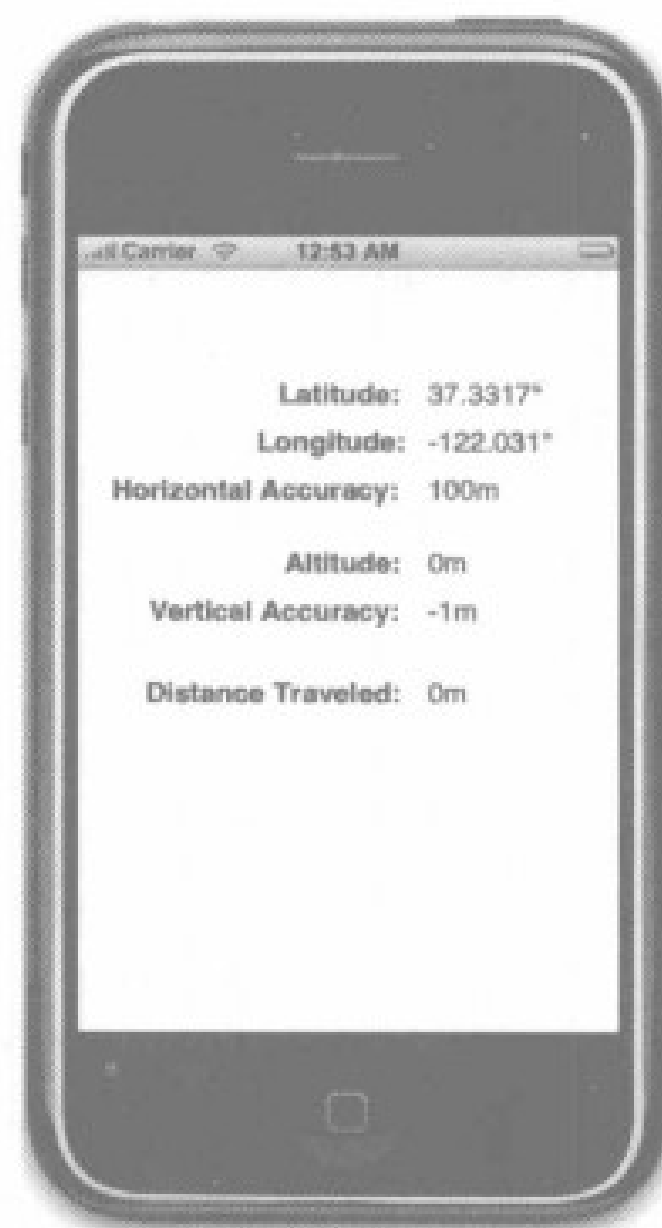 Carrier 12:53 AM
Latitude: 37.3317°
Longitude: -122.031°
Horizontal Accuracy: 100m
Altitude: 0m
Vertical Accuracy: -1m
Distance Traveled: 0m